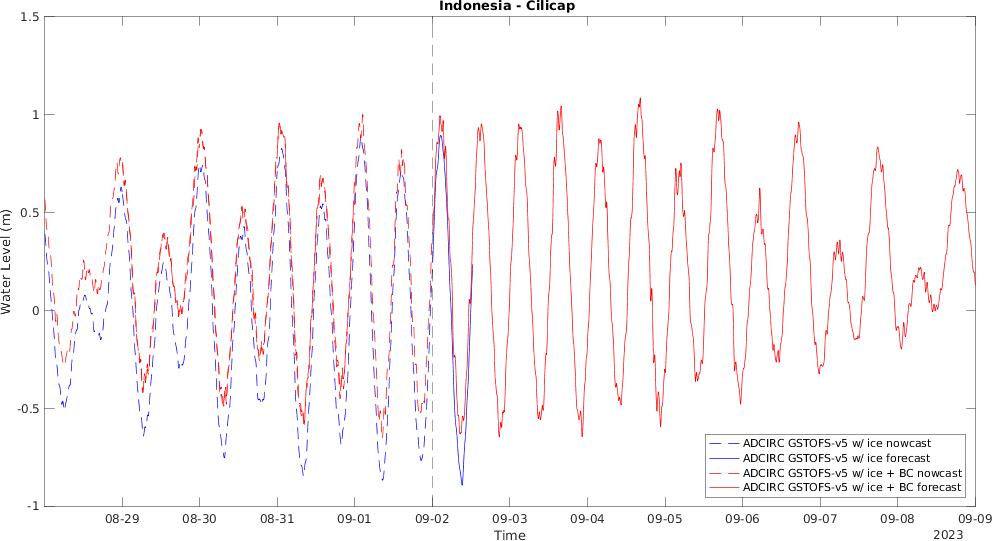 Indonesia - Cilicap
1.5
1
0.5
0
-0.5
-1
Water Level (m)
ADCIRC GSTOFS-v5 w/ ice nowcast
ADCIRC GSTOFS-v5 w/ ice forecast
ADCIRC GSTOFS-v5 w/ ice + BC nowcast
ADCIRC GSTOFS-v5 w/ ice + BC forecast
08-29 08-30 08-31 09-01 09-02 09-03 09-04 09-05 09-06 09-07 09-08 09-09
Time
2023